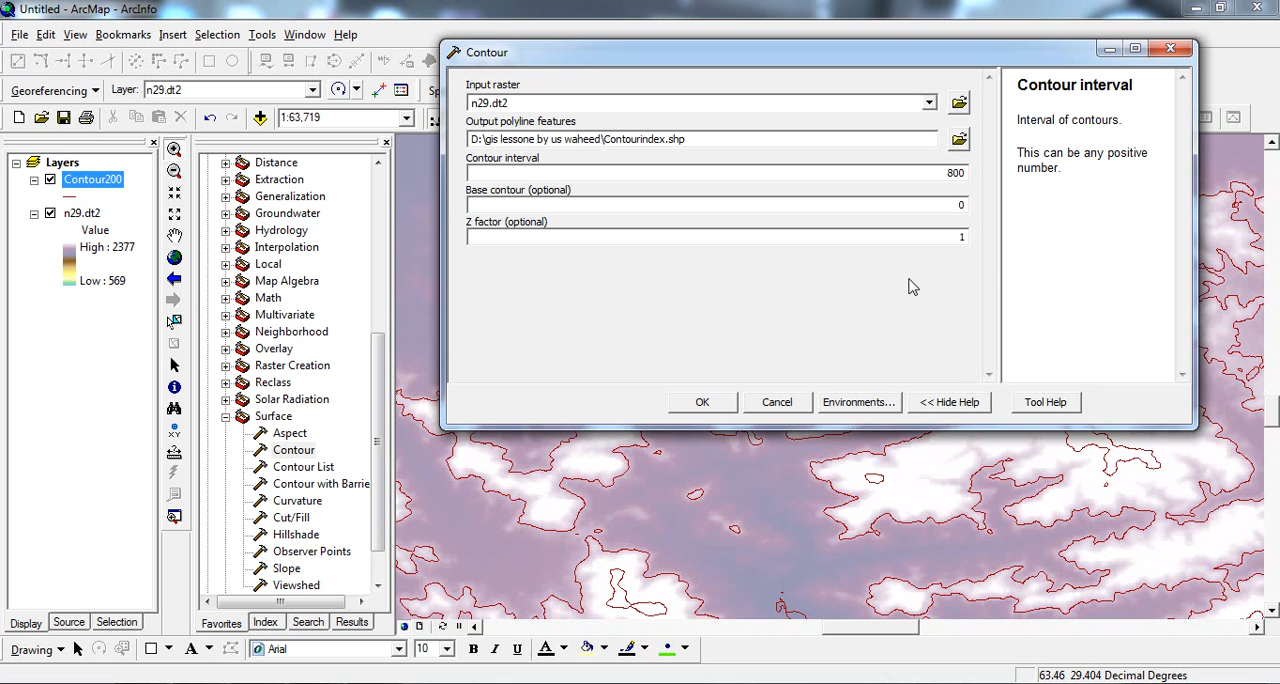 Untitled - ArcMap - ArcInfo
File Edit View Bookmarks Insert Selection Tools Window Help
Georeferencing Layer: n29.dt2
1:63,719
Layers
Contour200
n29.dt2
Value
High : 2377
Low : 569
Display Source Selection
Distance
Extraction
Generalization
Groundwater
Hydrology
Interpolation
Local
Map Algebra
Math
Multivariate
Neighborhood
Overlay
Raster Creation
Reclass
Solar Radiation
Surface
Aspect
Contour
Contour List
Contour with Barrie
Curvature
Cut/Fill
Hillshade
Observer Points
Slope
Viewshed
Favorites Index Search Results
Contour
Input raster
n29.dt2
Output polyline features
D:\gis lessone by us waheed\Contourindex.shp
Contour interval
800
Base contour (optional)
0
Z factor (optional)
1
OK Cancel Environments... << Hide Help Tool Help
Contour interval
Interval of contours.
This can be any positive
number.
Drawing A Arial 10 B I U A
63.46 29.404 Decimal Degrees